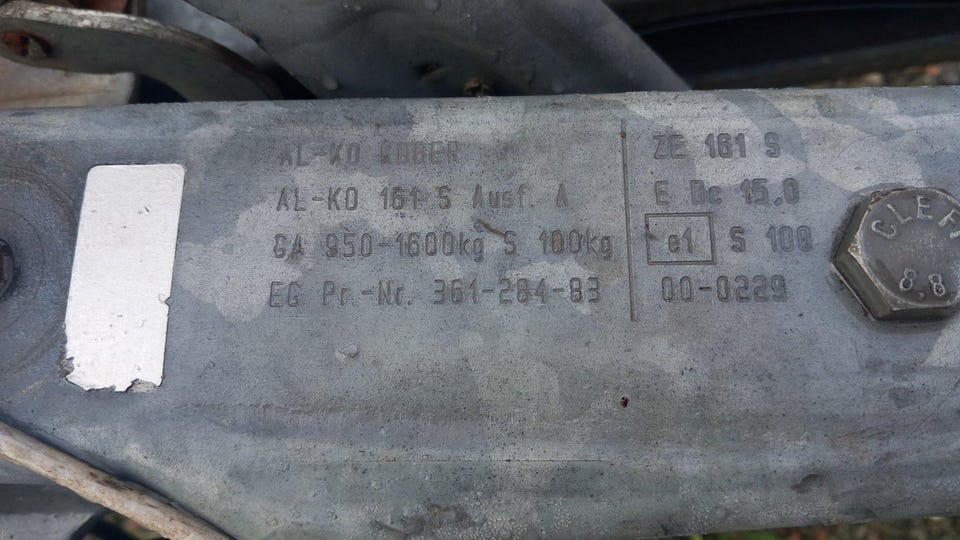 AL-KO KOBER
AL-KO 161 S Ausf. A
GA 950-1600kg S 100kg
EG Pr.-Nr. 361-284-83
ZE 161 S
E Dc 15.0
e1 S 100
00-0229
8.8